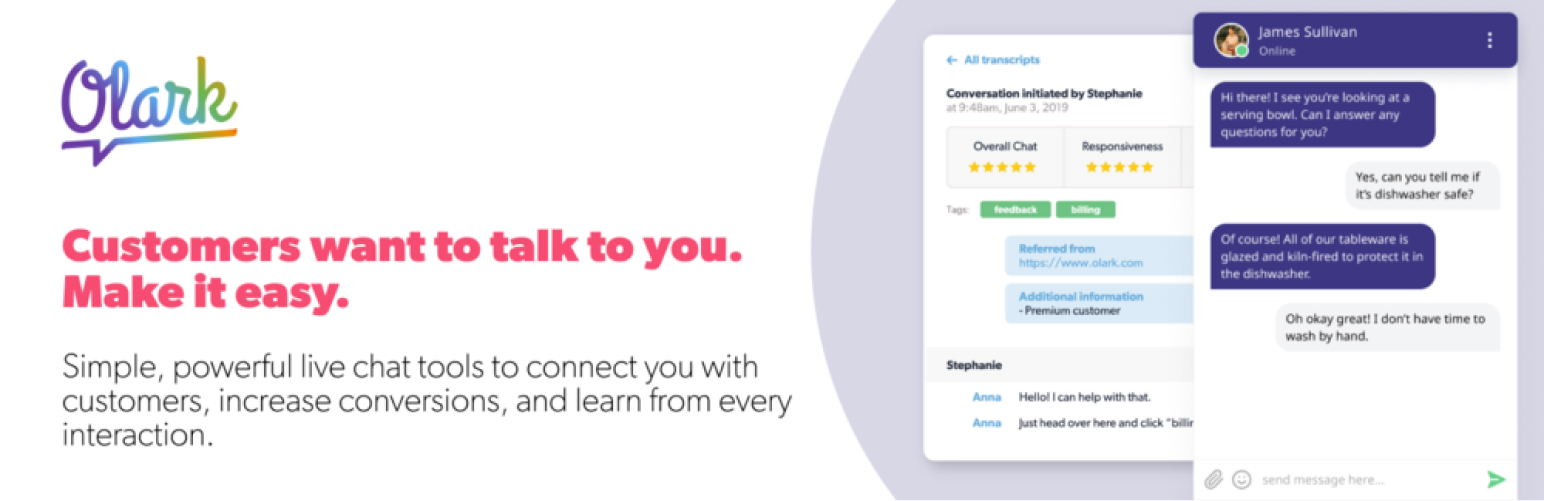 Olark
Customers want to talk to you.
Make it easy.
Simple, powerful live chat tools to connect you with
customers, increase conversions, and learn from every
interaction.
← All transcripts
Conversation initiated by Stephanie
at 9:48am, June 3, 2019
Overall Chat
Responsiveness
Tags:
feedback
billing
Referred from
https://www.olark.com
Additional information
- Premium customer
Stephanie
Anna Hello! I can help with that.
Anna Just head over here and click "billin
James Sullivan
Online
Hi there! I see you're looking at a
serving bowl. Can I answer any
questions for you?
Yes, can you tell me if
it's dishwasher safe?
Of course! All of our tableware is
glazed and kiln-fired to protect it in
the dishwasher.
Oh okay great! I don't have time to
wash by hand.
send message here...